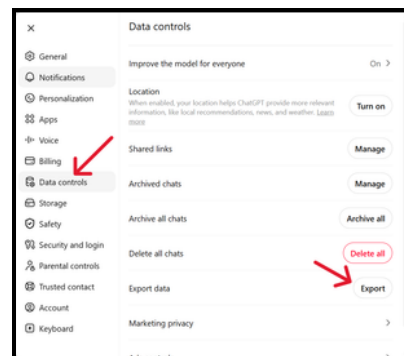 Data controls
General
Notifications
Personalization
Apps
Voice
Billing
Data controls
Storage
Safety
Security and login
Parental controls
Trusted contact
Account
Keyboard
Improve the model for everyone
On
Location
When enabled, your location helps ChatGPT provide more relevant
information, like local recommendations, news, and weather. Learn
more
Turn on
Shared links
Manage
Archived chats
Manage
Archive all chats
Archive all
Delete all chats
Delete all
Export data
Export
Marketing privacy